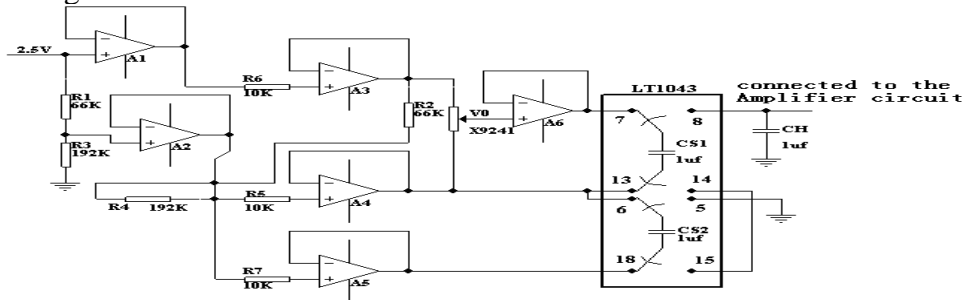 2.5V
A1
R1
66K
R3
192K
A2
R4 192K
R6
10K
A3
R2
66K
V0
X9241
A6
R5
10K
A4
R7
10K
A5
LT1043
7 8
CS1
1uf
13 14
6 5
CS2
1uf
18 15
connected to the
Amplifier circuit
CH
1uf